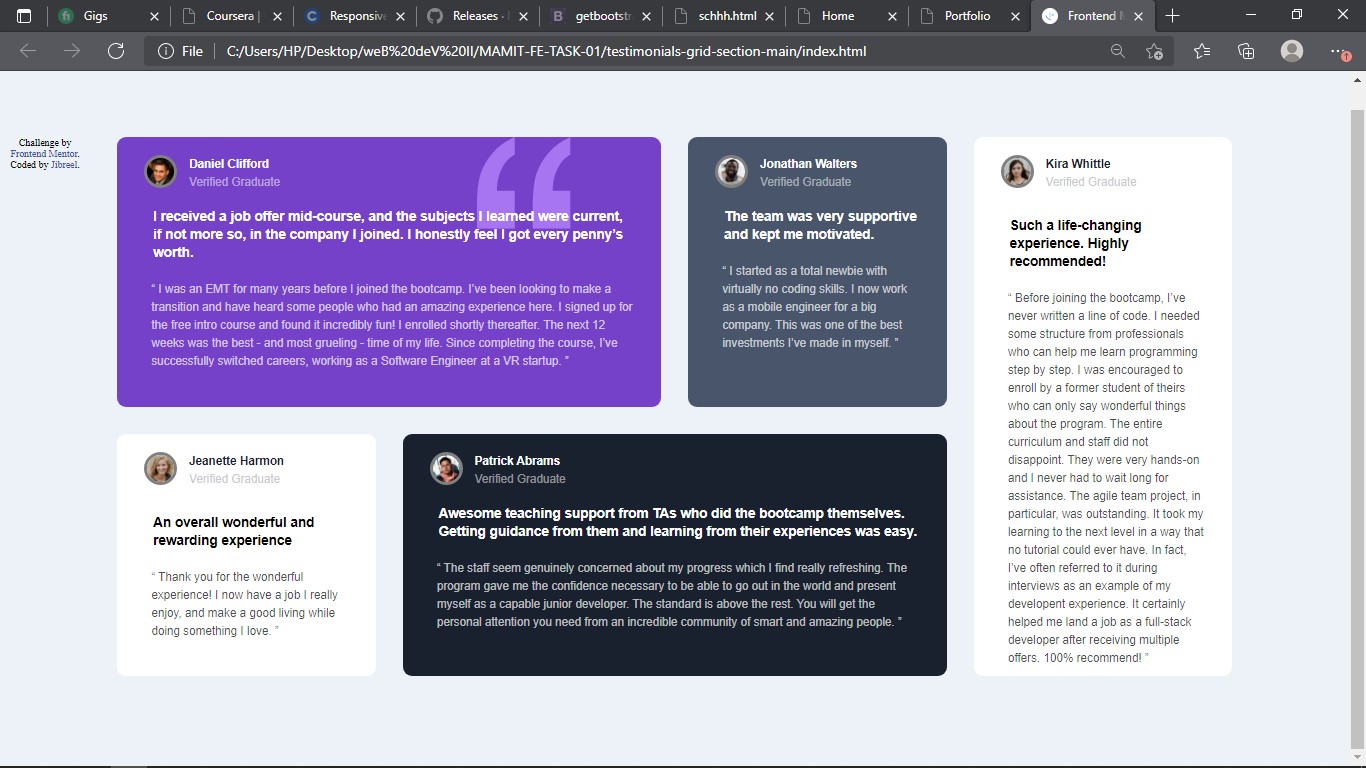 Gigs
Coursera |
Responsive
Releases ·
getbootstr
schhh.html
Home
Portfolio
Frontend M
File
C:/Users/HP/Desktop/weB%20deV%20II/MAMIT-FE-TASK-01/testimonials-grid-section-main/index.html
Challenge by
Frontend Mentor.
Coded by Jibreel.
Daniel Clifford
Verified Graduate
I received a job offer mid-course, and the subjects I learned were current,
if not more so, in the company I joined. I honestly feel I got every penny’s
worth.
“ I was an EMT for many years before I joined the bootcamp. I’ve been looking to make a
transition and have heard some people who had an amazing experience here. I signed up for
the free intro course and found it incredibly fun! I enrolled shortly thereafter. The next 12
weeks was the best - and most grueling - time of my life. Since completing the course, I’ve
successfully switched careers, working as a Software Engineer at a VR startup. ”
Jonathan Walters
Verified Graduate
The team was very supportive
and kept me motivated.
“ I started as a total newbie with
virtually no coding skills. I now work
as a mobile engineer for a big
company. This was one of the best
investments I’ve made in myself. ”
Kira Whittle
Verified Graduate
Such a life-changing
experience. Highly
recommended!
“ Before joining the bootcamp, I’ve
never written a line of code. I needed
some structure from professionals
who can help me learn programming
step by step. I was encouraged to
enroll by a former student of theirs
who can only say wonderful things
about the program. The entire
curriculum and staff did not
disappoint. They were very hands-on
and I never had to wait long for
assistance. The agile team project, in
particular, was outstanding. It took my
learning to the next level in a way that
no tutorial could ever have. In fact,
I’ve often referred to it during
interviews as an example of my
developent experience. It certainly
helped me land a job as a full-stack
developer after receiving multiple
offers. 100% recommend! ”
Jeanette Harmon
Verified Graduate
An overall wonderful and
rewarding experience
“ Thank you for the wonderful
experience! I now have a job I really
enjoy, and make a good living while
doing something I love. ”
Patrick Abrams
Verified Graduate
Awesome teaching support from TAs who did the bootcamp themselves.
Getting guidance from them and learning from their experiences was easy.
“ The staff seem genuinely concerned about my progress which I find really refreshing. The
program gave me the confidence necessary to be able to go out in the world and present
myself as a capable junior developer. The standard is above the rest. You will get the
personal attention you need from an incredible community of smart and amazing people. ”